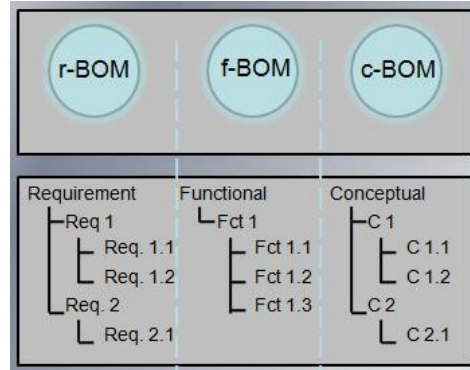 r-BOM f-BOM c-BOM
Requirement Functional Conceptual
Req 1 Fct 1 C 1
Req. 1.1 Fct 1.1 C 1.1
Req. 1.2 Fct 1.2 C 1.2
Req. 2 Fct 1.3 C 2
Req. 2.1 C 2.1